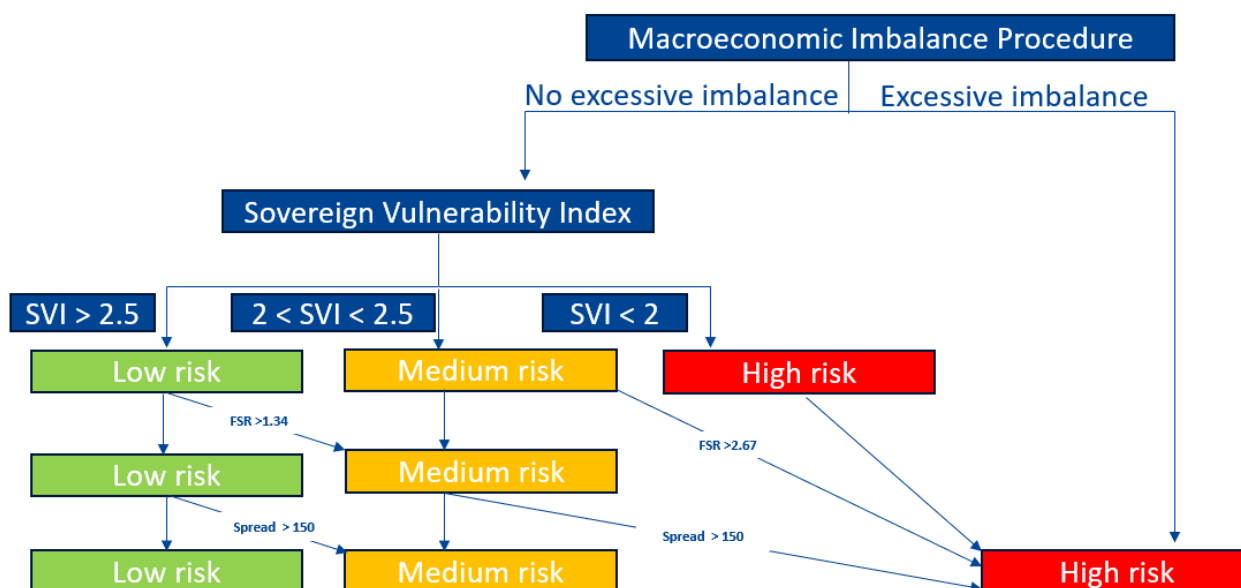 Macroeconomic Imbalance Procedure
No excessive imbalance
Excessive imbalance
Sovereign Vulnerability Index
SVI > 2.5
2 < SVI < 2.5
SVI < 2
Low risk
Medium risk
High risk
FSR >1.34
FSR >2.67
Low risk
Medium risk
Spread > 150
Spread > 150
Low risk
Medium risk
High risk